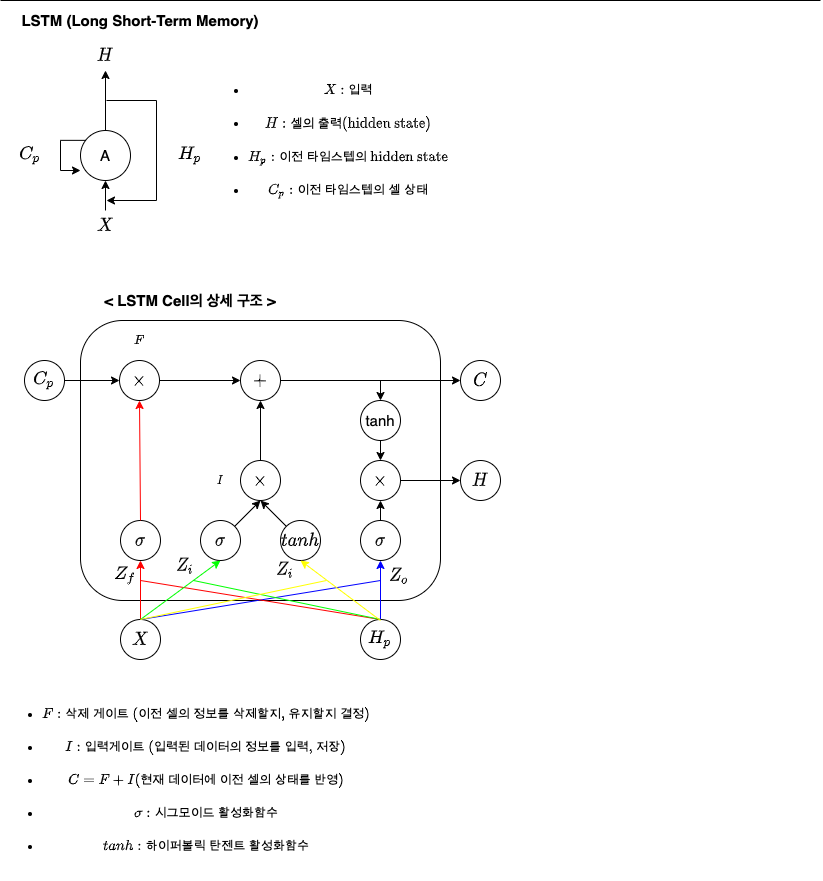 LSTM (Long Short-Term Memory)
H
X : 입력
H : 셀의 출력(hidden state)
C_p
A
H_p
H_p : 이전 타임스텝의 hidden state
C_p : 이전 타임스텝의 셀 상태
X
< LSTM Cell의 상세 구조 >
F
C_p
×
+
C
tanh
I
×
×
H
σ
σ
tanh
σ
Z_f
Z_i
Z_i
Z_o
X
H_p
F : 삭제 게이트 (이전 셀의 정보를 삭제할지, 유지할지 결정)
I : 입력게이트 (입력된 데이터의 정보를 입력, 저장)
C = F + I(현재 데이터에 이전 셀의 상태를 반영)
σ : 시그모이드 활성화함수
tanh : 하이퍼볼릭 탄젠트 활성화함수